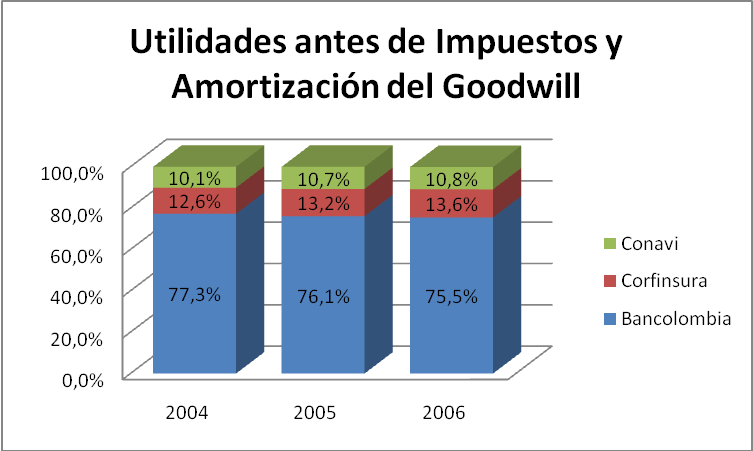 Utilidades antes de Impuestos y
Amortización del Goodwill
100,0%
80,0%
60,0%
40,0%
20,0%
0,0%
10,1% 10,7% 10,8%
12,6% 13,2% 13,6%
77,3% 76,1% 75,5%
2004 2005 2006
Conavi
Corfinsura
Bancolombia